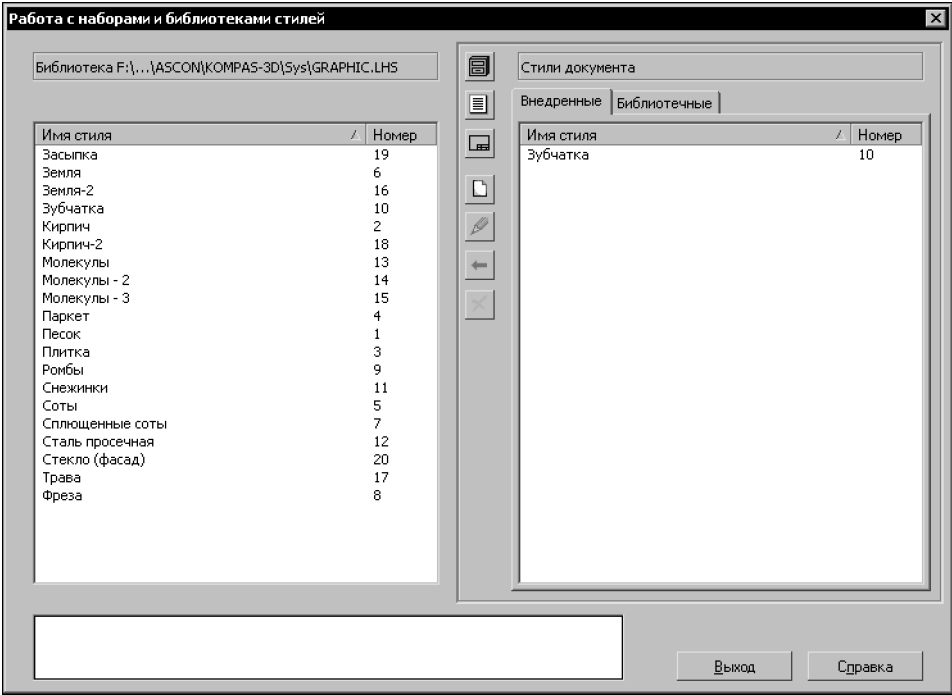 Работа с наборами и библиотеками стилей
Библиотека F:\...\ASCON\KOMPAS-3D\Sys\GRAPHIC.LHS
Имя стиля Номер
Засыпка 19
Земля 6
Земля-2 16
Зубчатка 10
Кирпич 2
Кирпич-2 18
Молекулы 13
Молекулы - 2 14
Молекулы - 3 15
Паркет 4
Песок 1
Плитка 3
Ромбы 9
Снежинки 11
Соты 5
Сплющенные соты 7
Сталь просечная 12
Стекло (фасад) 20
Трава 17
Фреза 8
Стили документа
Внедренные Библиотечные
Имя стиля Номер
Зубчатка 10
Выход Справка